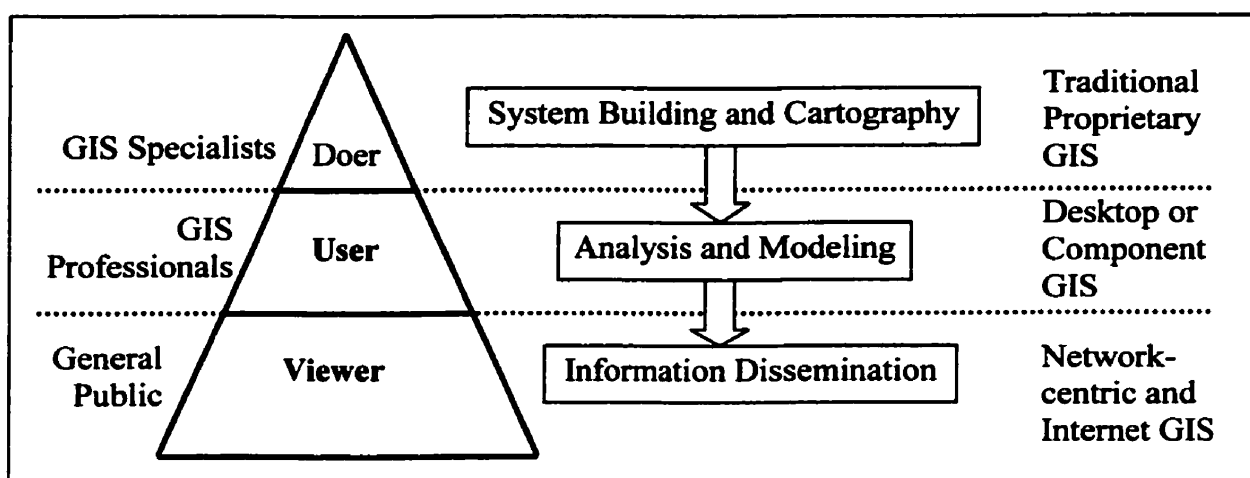 GIS Specialists
Doer
System Building and Cartography
Traditional
Proprietary
GIS
GIS
Professionals
User
Analysis and Modeling
Desktop or
Component
GIS
General
Public
Viewer
Information Dissemination
Network-
centric and
Internet GIS